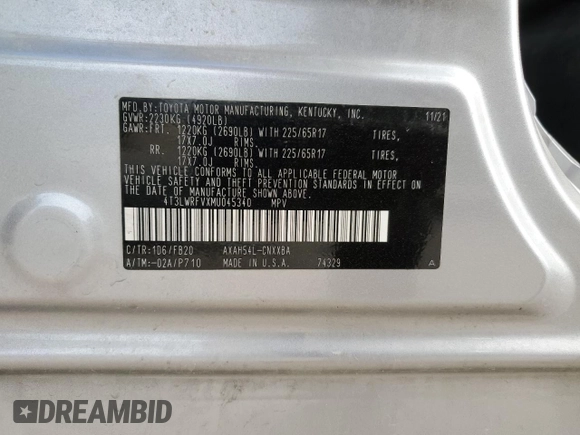 MFD.BY:TOYOTA MOTOR MANUFACTURING, KENTUCKY, INC. 11/21
GVWR:2230KG (4920LB)
GAWR:FRT. 1220KG (2690LB) WITH 225/65R17 TIRES,
17X7.0J RIMS.
RR. 1220KG (2690LB) WITH 225/65R17 TIRES,
17X7.0J RIMS.
THIS VEHICLE CONFORMS TO ALL APPLICABLE FEDERAL MOTOR
VEHICLE SAFETY AND THEFT PREVENTION STANDARDS IN EFFECT ON
THE DATE OF MANUFACTURE SHOWN ABOVE.
4T3LWRFVXMU045340 MPV
C/TR:1D6/FB20 AXAH54L-CNXXBA
A/TM:-02A/P710 MADE IN U.S.A. 74329 A
DREAMBID